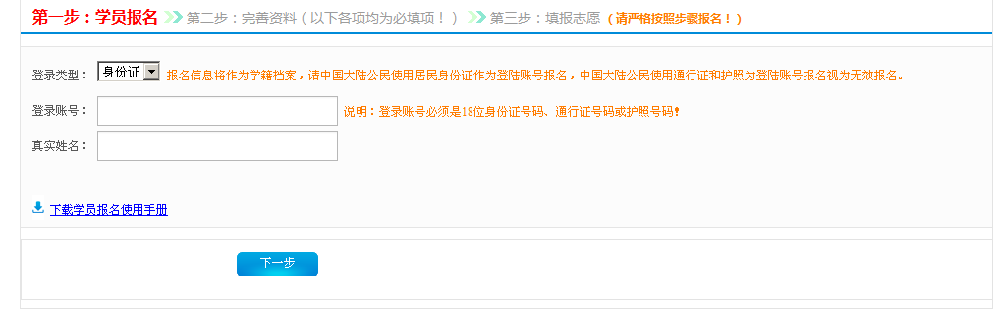 第一步：学员报名 第二步：完善资料（以下各项均为必填项！） 第三步：填报志愿（请严格按照步骤报名！）
登录类型： 身份证 报名信息将作为学籍档案，请中国大陆公民使用居民身份证作为登陆账号报名，中国大陆公民使用通行证和护照为登陆账号报名视为无效报名。
登录账号： 说明：登录账号必须是18位身份证号码、通行证号码或护照号码！
真实姓名：
下载学员报名使用手册
下一步